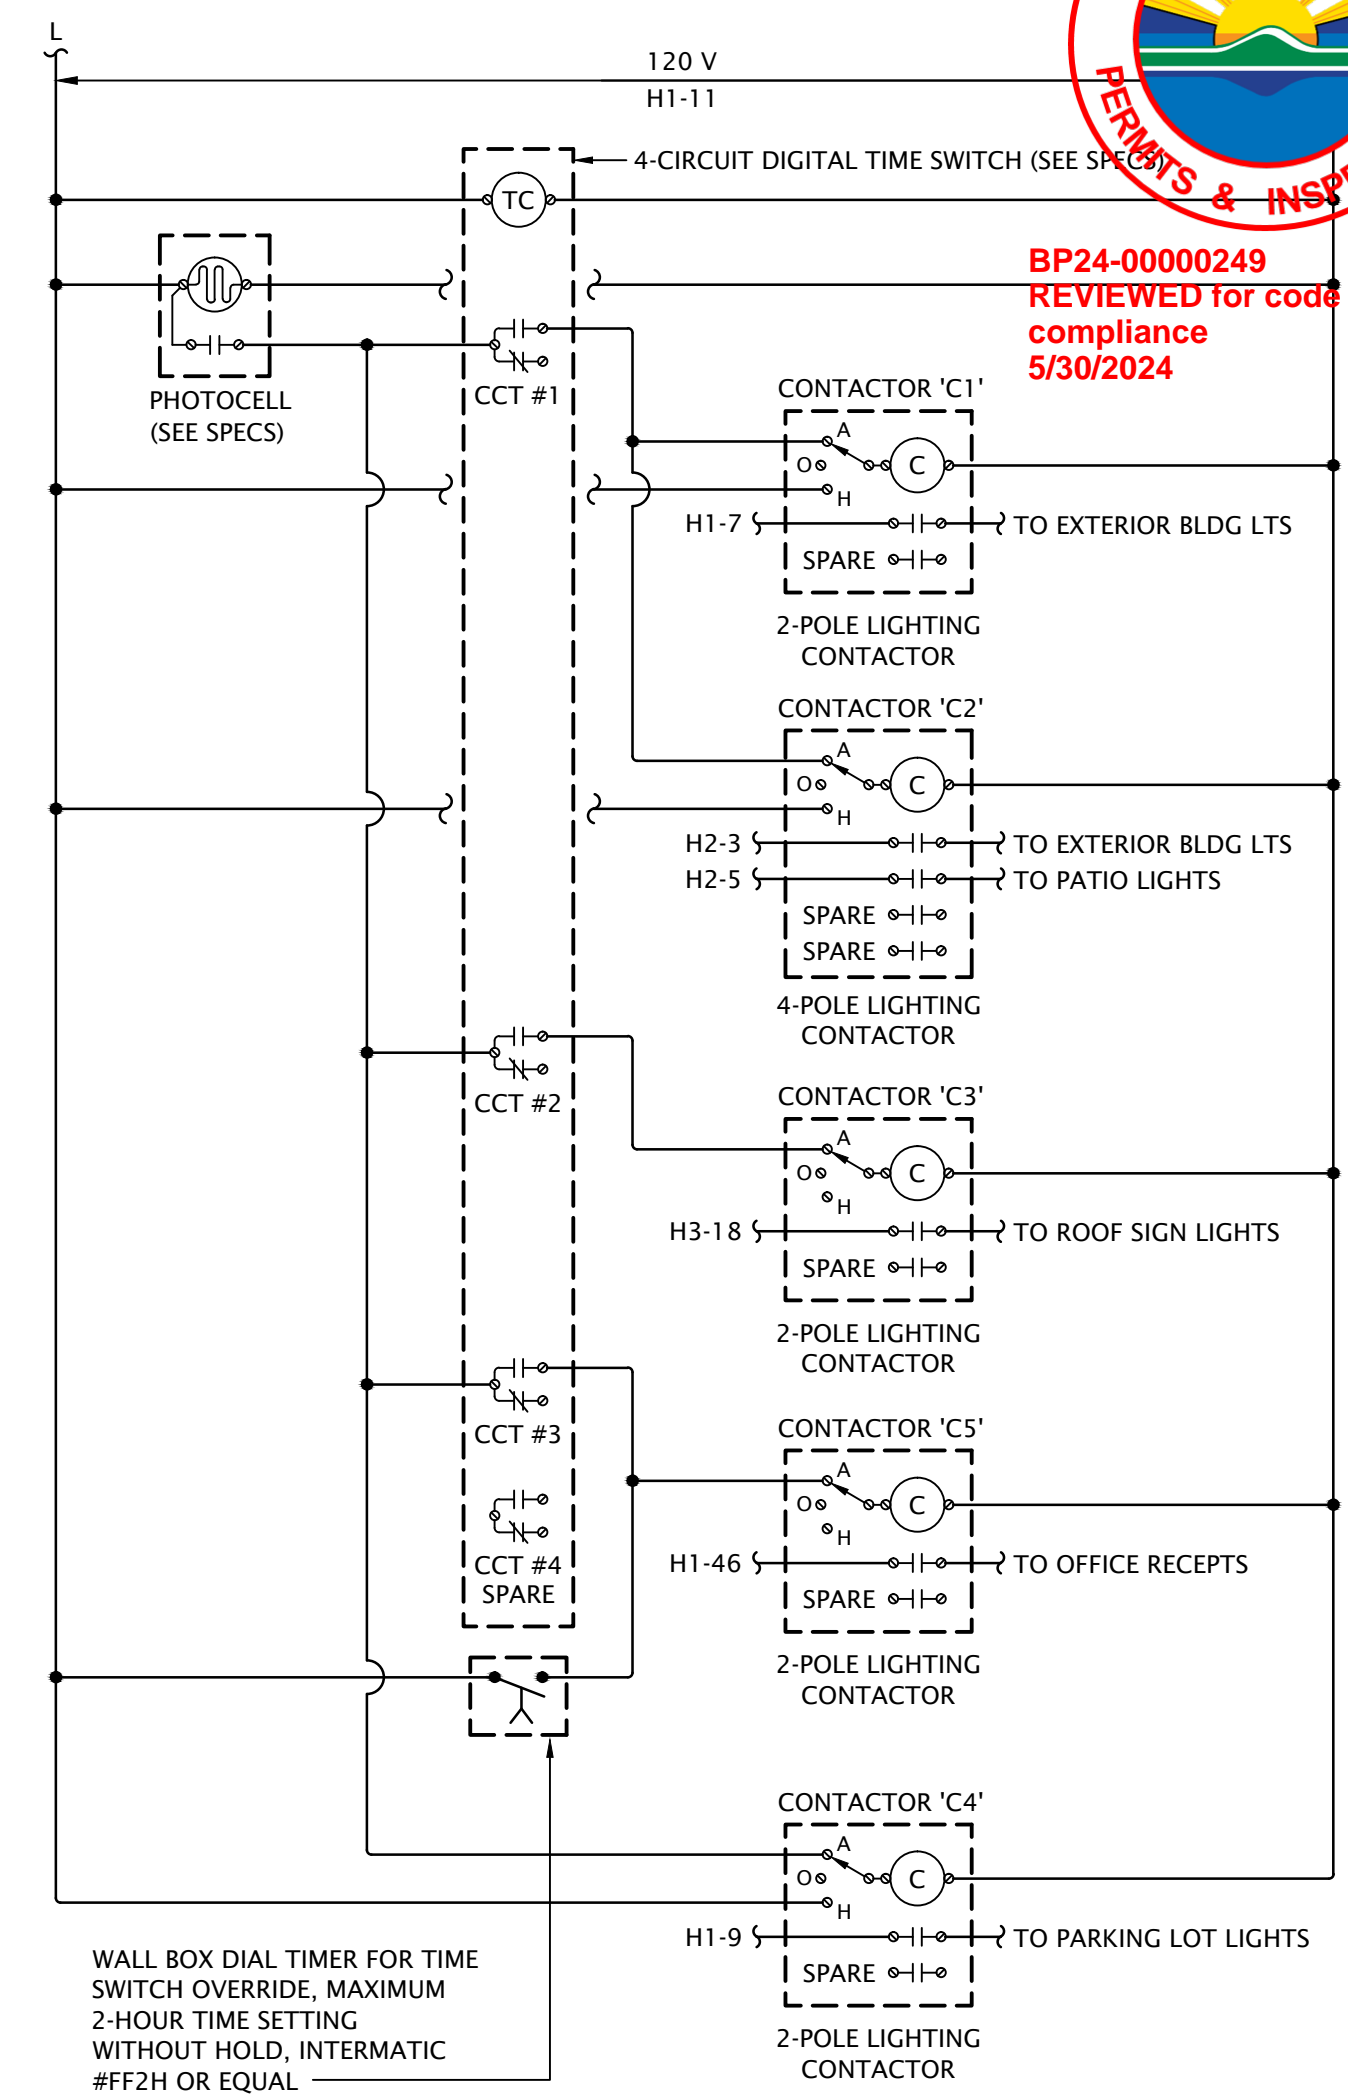 L
120 V
H1-11
4-CIRCUIT DIGITAL TIME SWITCH (SEE SPECS)
PERMITS & 
TC
BP24-00000249
REVIEWED for code
compliance
5/30/2024
PHOTOCELL
(SEE SPECS)
CCT #1
CONTACTOR 'C1'
A
O
C
H
H1-7
TO EXTERIOR BLDG LTS
SPARE
2-POLE LIGHTING
CONTACTOR
CONTACTOR 'C2'
A
O
C
H
H2-3
TO EXTERIOR BLDG LTS
H2-5
TO PATIO LIGHTS
SPARE
SPARE
4-POLE LIGHTING
CONTACTOR
CCT #2
CONTACTOR 'C3'
A
O
C
H
H3-18
TO ROOF SIGN LIGHTS
SPARE
2-POLE LIGHTING
CONTACTOR
CCT #3
CONTACTOR 'C5'
A
O
C
H
CCT #4
SPARE
H1-46
TO OFFICE RECEPTS
SPARE
2-POLE LIGHTING
CONTACTOR
CONTACTOR 'C4'
A
O
C
H
H1-9
TO PARKING LOT LIGHTS
SPARE
2-POLE LIGHTING
CONTACTOR
WALL BOX DIAL TIMER FOR TIME
SWITCH OVERRIDE, MAXIMUM
2-HOUR TIME SETTING
WITHOUT HOLD, INTERMATIC
#FF2H OR EQUAL